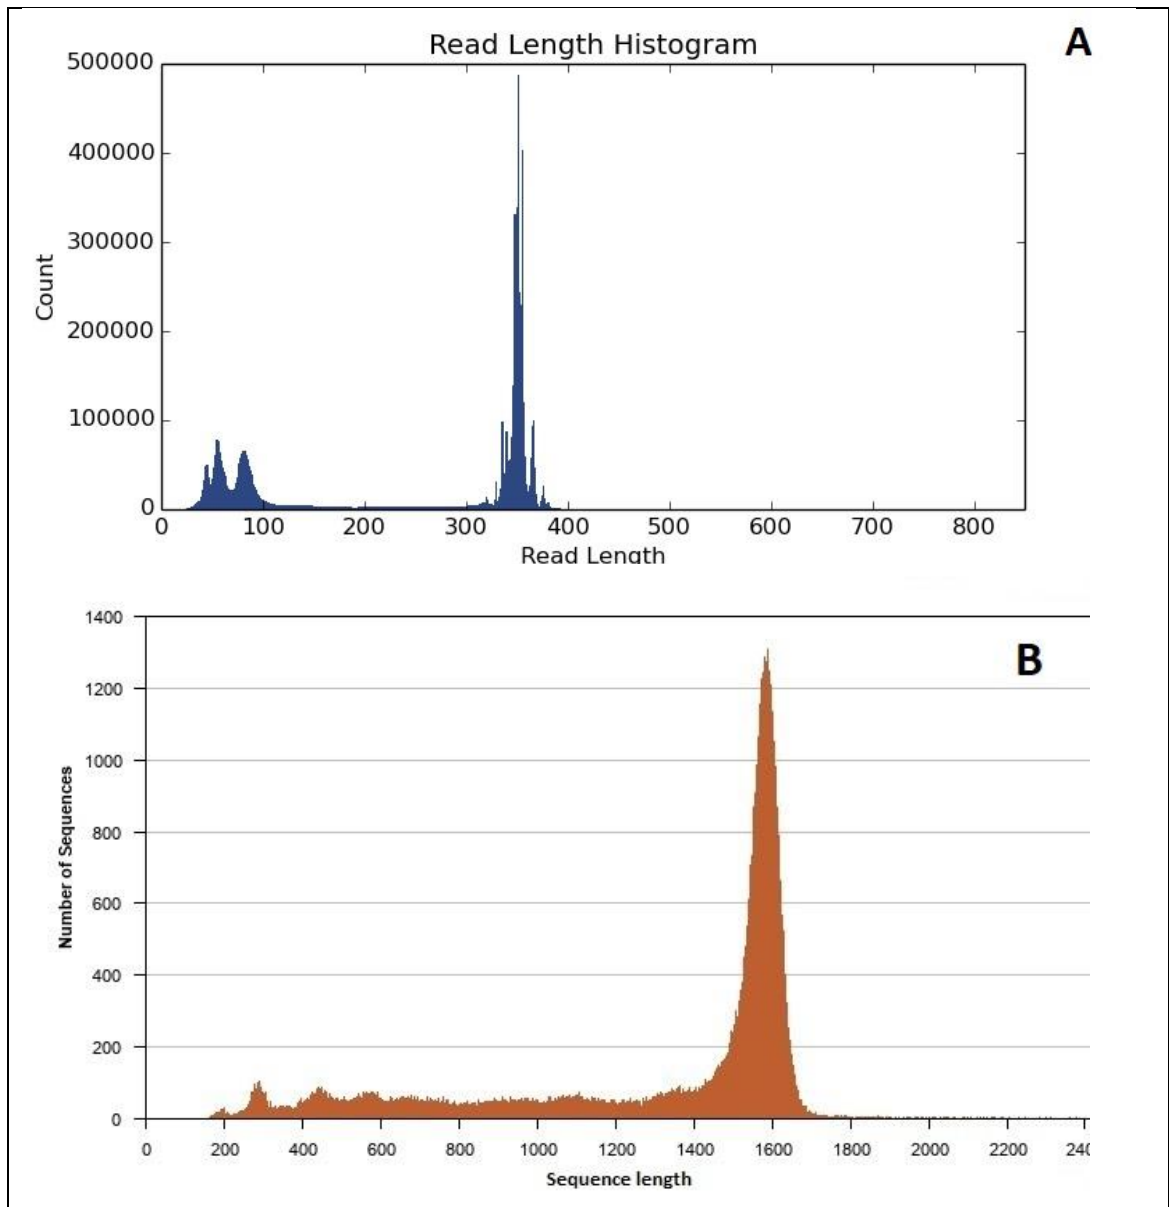 Read Length Histogram
A
500000
400000
300000
200000
100000
0
Count
0 100 200 300 400 500 600 700 800
Read Length
B
1400
1200
1000
800
600
400
200
0
Number of Sequences
0 200 400 600 800 1000 1200 1400 1600 1800 2000 2200 240
Sequence length